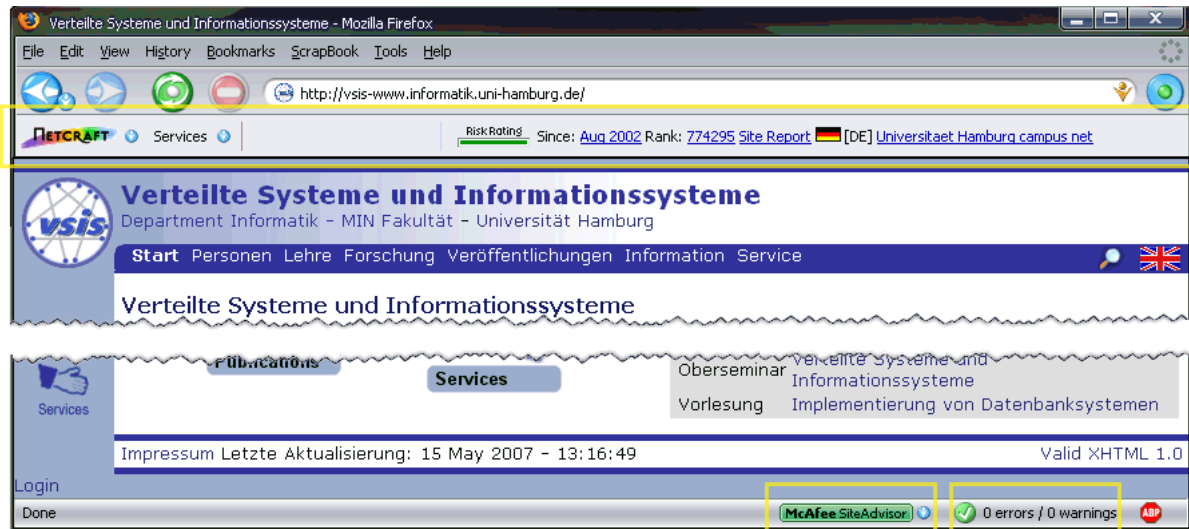 Verteilte Systeme und Informationssysteme - Mozilla Firefox
File Edit View History Bookmarks ScrapBook Tools Help
http://vsis-www.informatik.uni-hamburg.de/
NETCRAFT Services Risk Rating Since: Aug 2002 Rank: 774295 Site Report [DE] Universitaet Hamburg campus net
vsis
Verteilte Systeme und Informationssysteme
Department Informatik - MIN Fakultät - Universität Hamburg
Start Personen Lehre Forschung Veröffentlichungen Information Service
Verteilte Systeme und Informationssysteme
Publications
Services
Services
Oberseminar Verteilte Systeme und Informationssysteme
Vorlesung Implementierung von Datenbanksystemen
Impressum Letzte Aktualisierung: 15 May 2007 - 13:16:49 Valid XHTML 1.0
Login
Done McAfee SiteAdvisor 0 errors / 0 warnings ABP